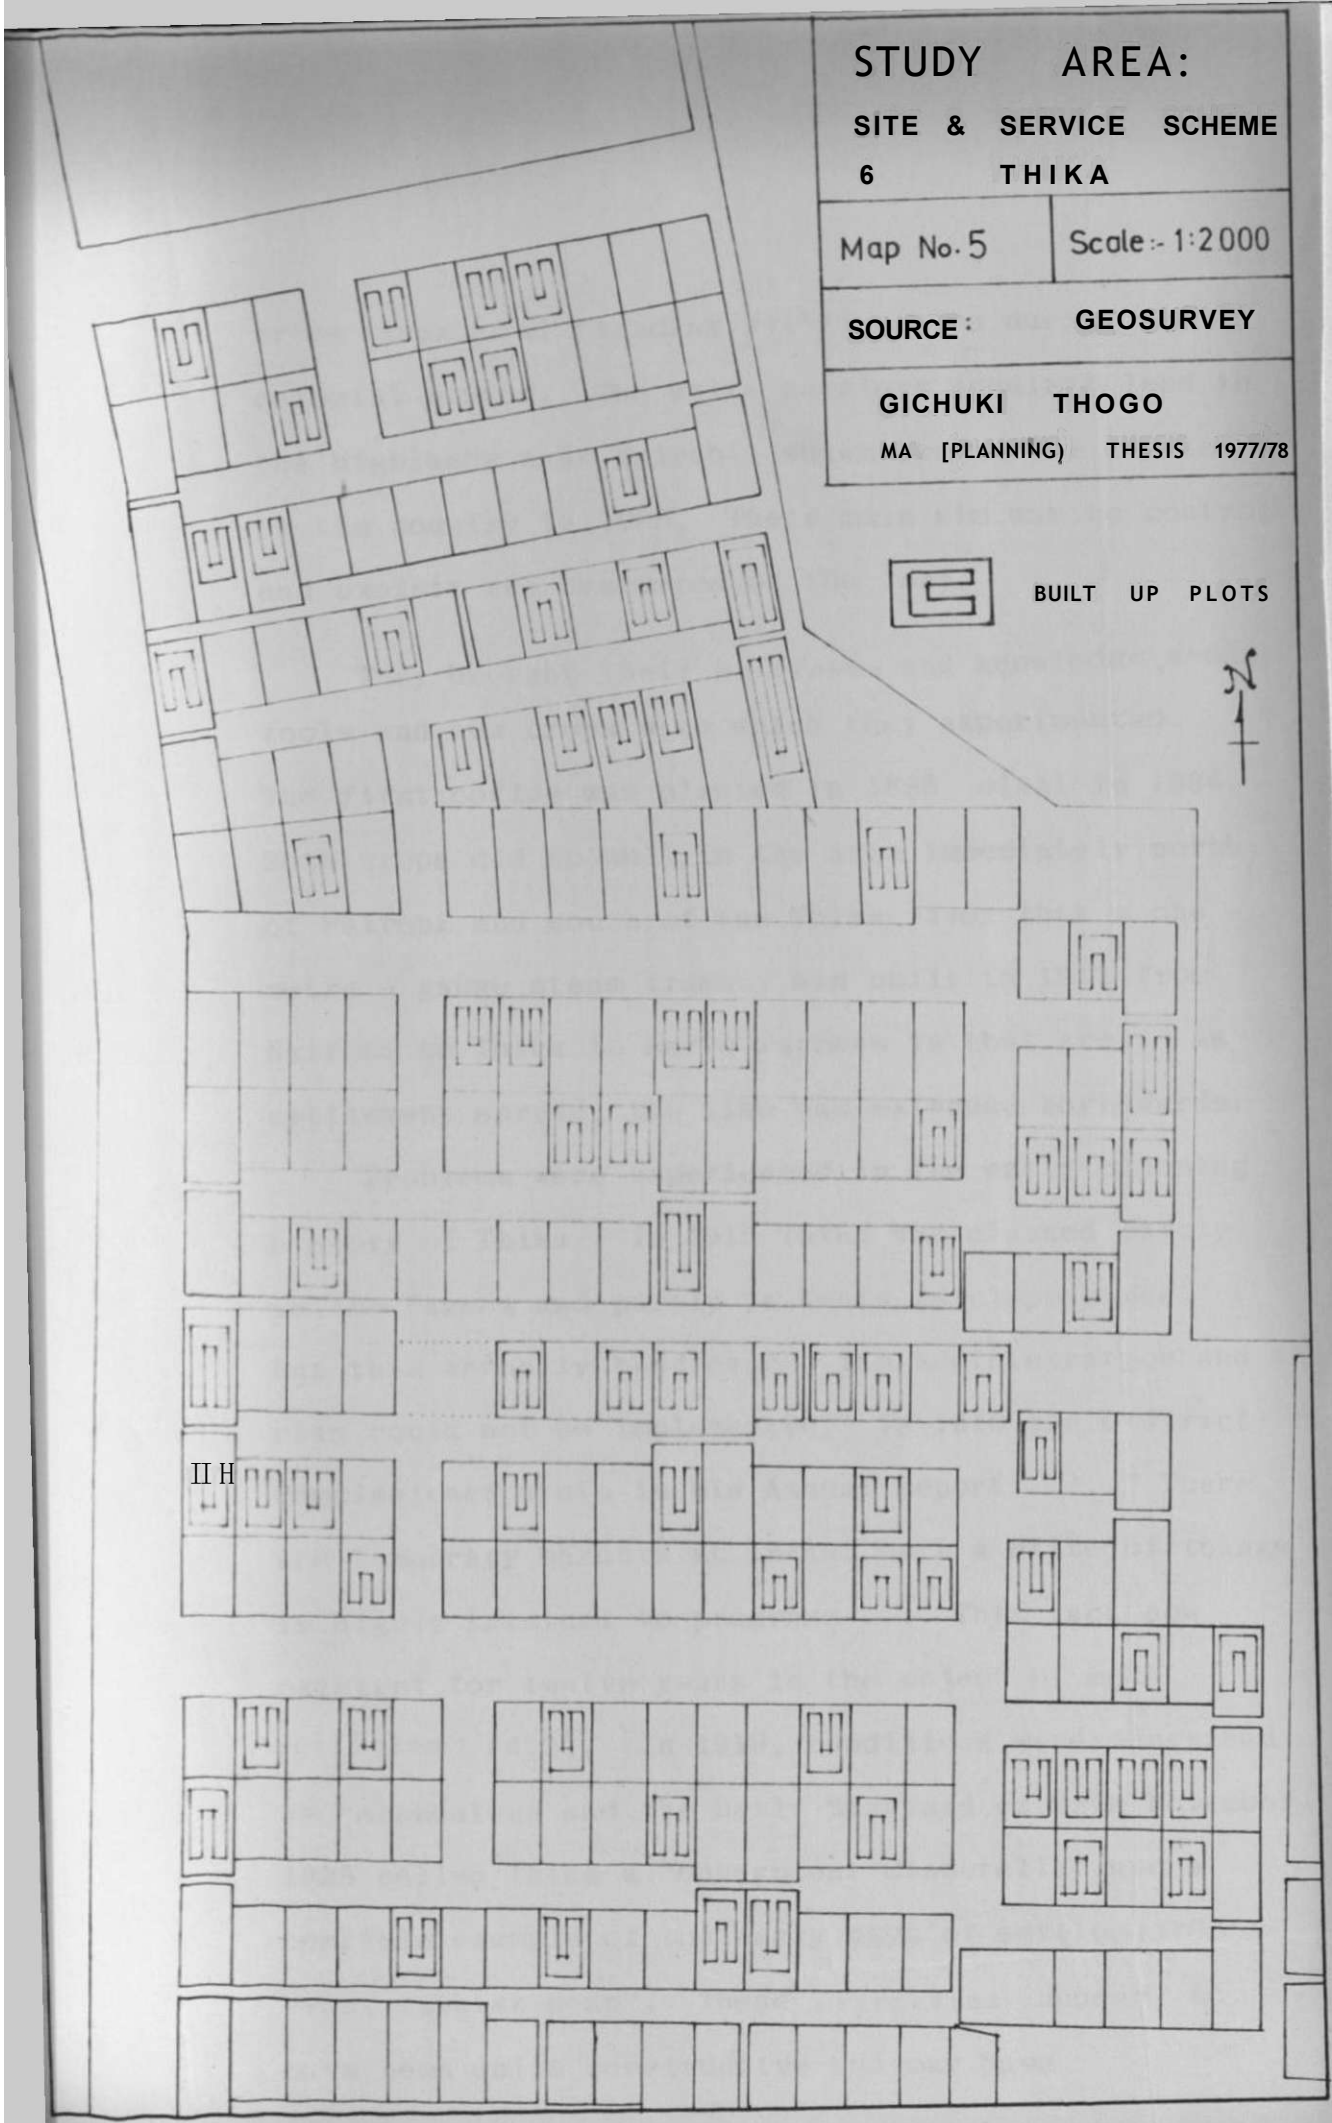 STUDY AREA:
SITE & SERVICE SCHEME
6 THIKA
Map No. 5 Scale:- 1:2000
SOURCE: GEOSURVEY
GICHUKI THOGO
MA [PLANNING) THESIS 1977/78
BUILT UP PLOTS
N
II H